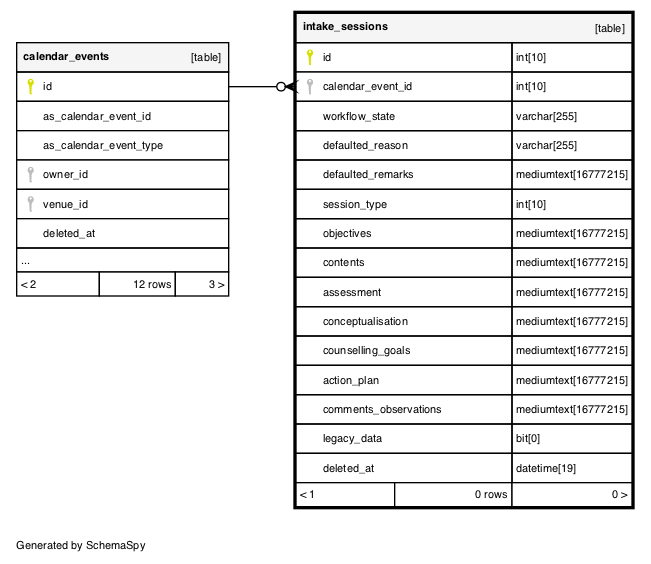 calendar_events [table]
id
as_calendar_event_id
as_calendar_event_type
owner_id
venue_id
deleted_at
...
< 2 12 rows 3 >
intake_sessions [table]
id int[10]
calendar_event_id int[10]
workflow_state varchar[255]
defaulted_reason varchar[255]
defaulted_remarks mediumtext[16777215]
session_type int[10]
objectives mediumtext[16777215]
contents mediumtext[16777215]
assessment mediumtext[16777215]
conceptualisation mediumtext[16777215]
counselling_goals mediumtext[16777215]
action_plan mediumtext[16777215]
comments_observations mediumtext[16777215]
legacy_data bit[0]
deleted_at datetime[19]
< 1 0 rows 0 >
Generated by SchemaSpy